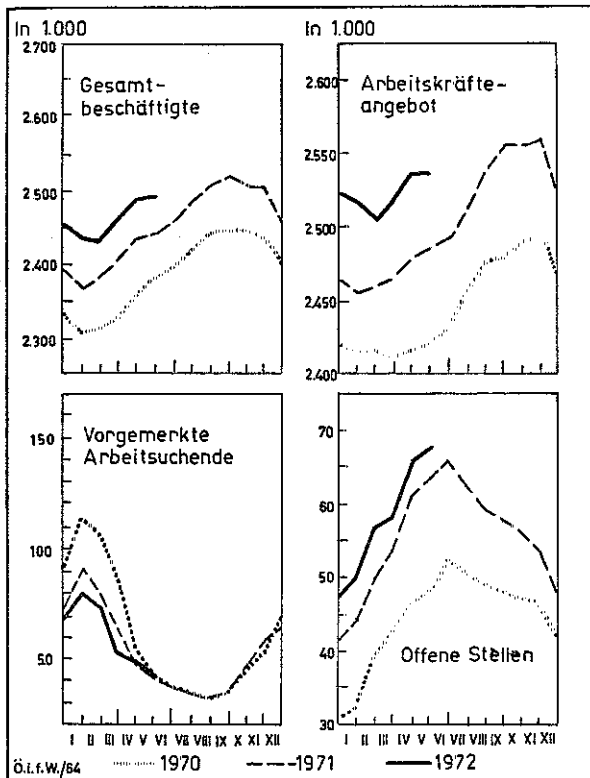 In 1.000
2.700
2.600
2.500
2.400
2.300
Gesamt-
beschäftigte
2.625
2.600
2.550
2.500
2.450
2.400
Arbeitskräfte-
angebot
150
100
50
Vorgemerkte
Arbeitsuchende
I II III IV V VI VII VIII IX X XI XII
70
65
60
50
40
30
Offene Stellen
I II III IV V VI VII VIII IX X XI XII
Ö.I.f.W./64 1970 1971 1972